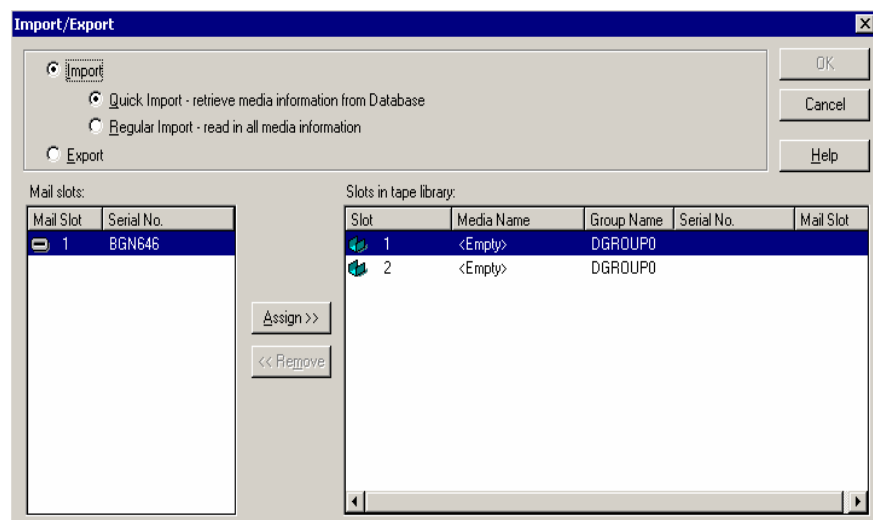 Import/Export
Import
Quick Import - retrieve media information from Database
Regular Import - read in all media information
Export
OK
Cancel
Help
Mail slots:
Mail Slot Serial No.
1 BGN646
Assign >>
<< Remove
Slots in tape library:
Slot Media Name Group Name Serial No. Mail Slot
1 <Empty> DGROUP0
2 <Empty> DGROUP0